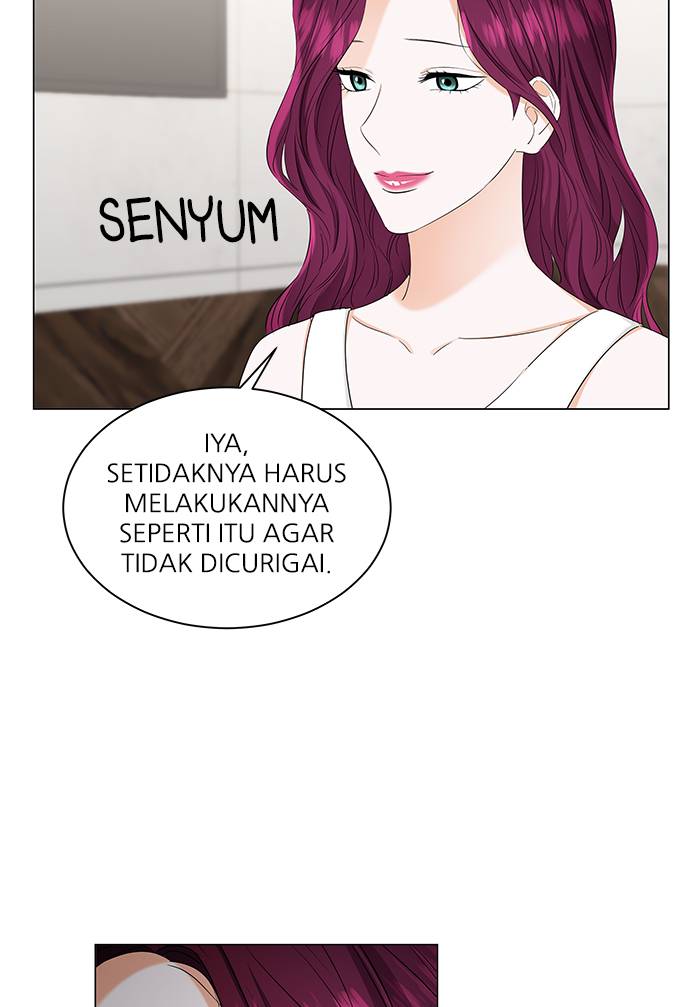 SENYUM
IYA,
SETIDAKNYA HARUS
MELAKUKANNYA
SEPERTI ITU AGAR
TIDAK DICURIGAI.